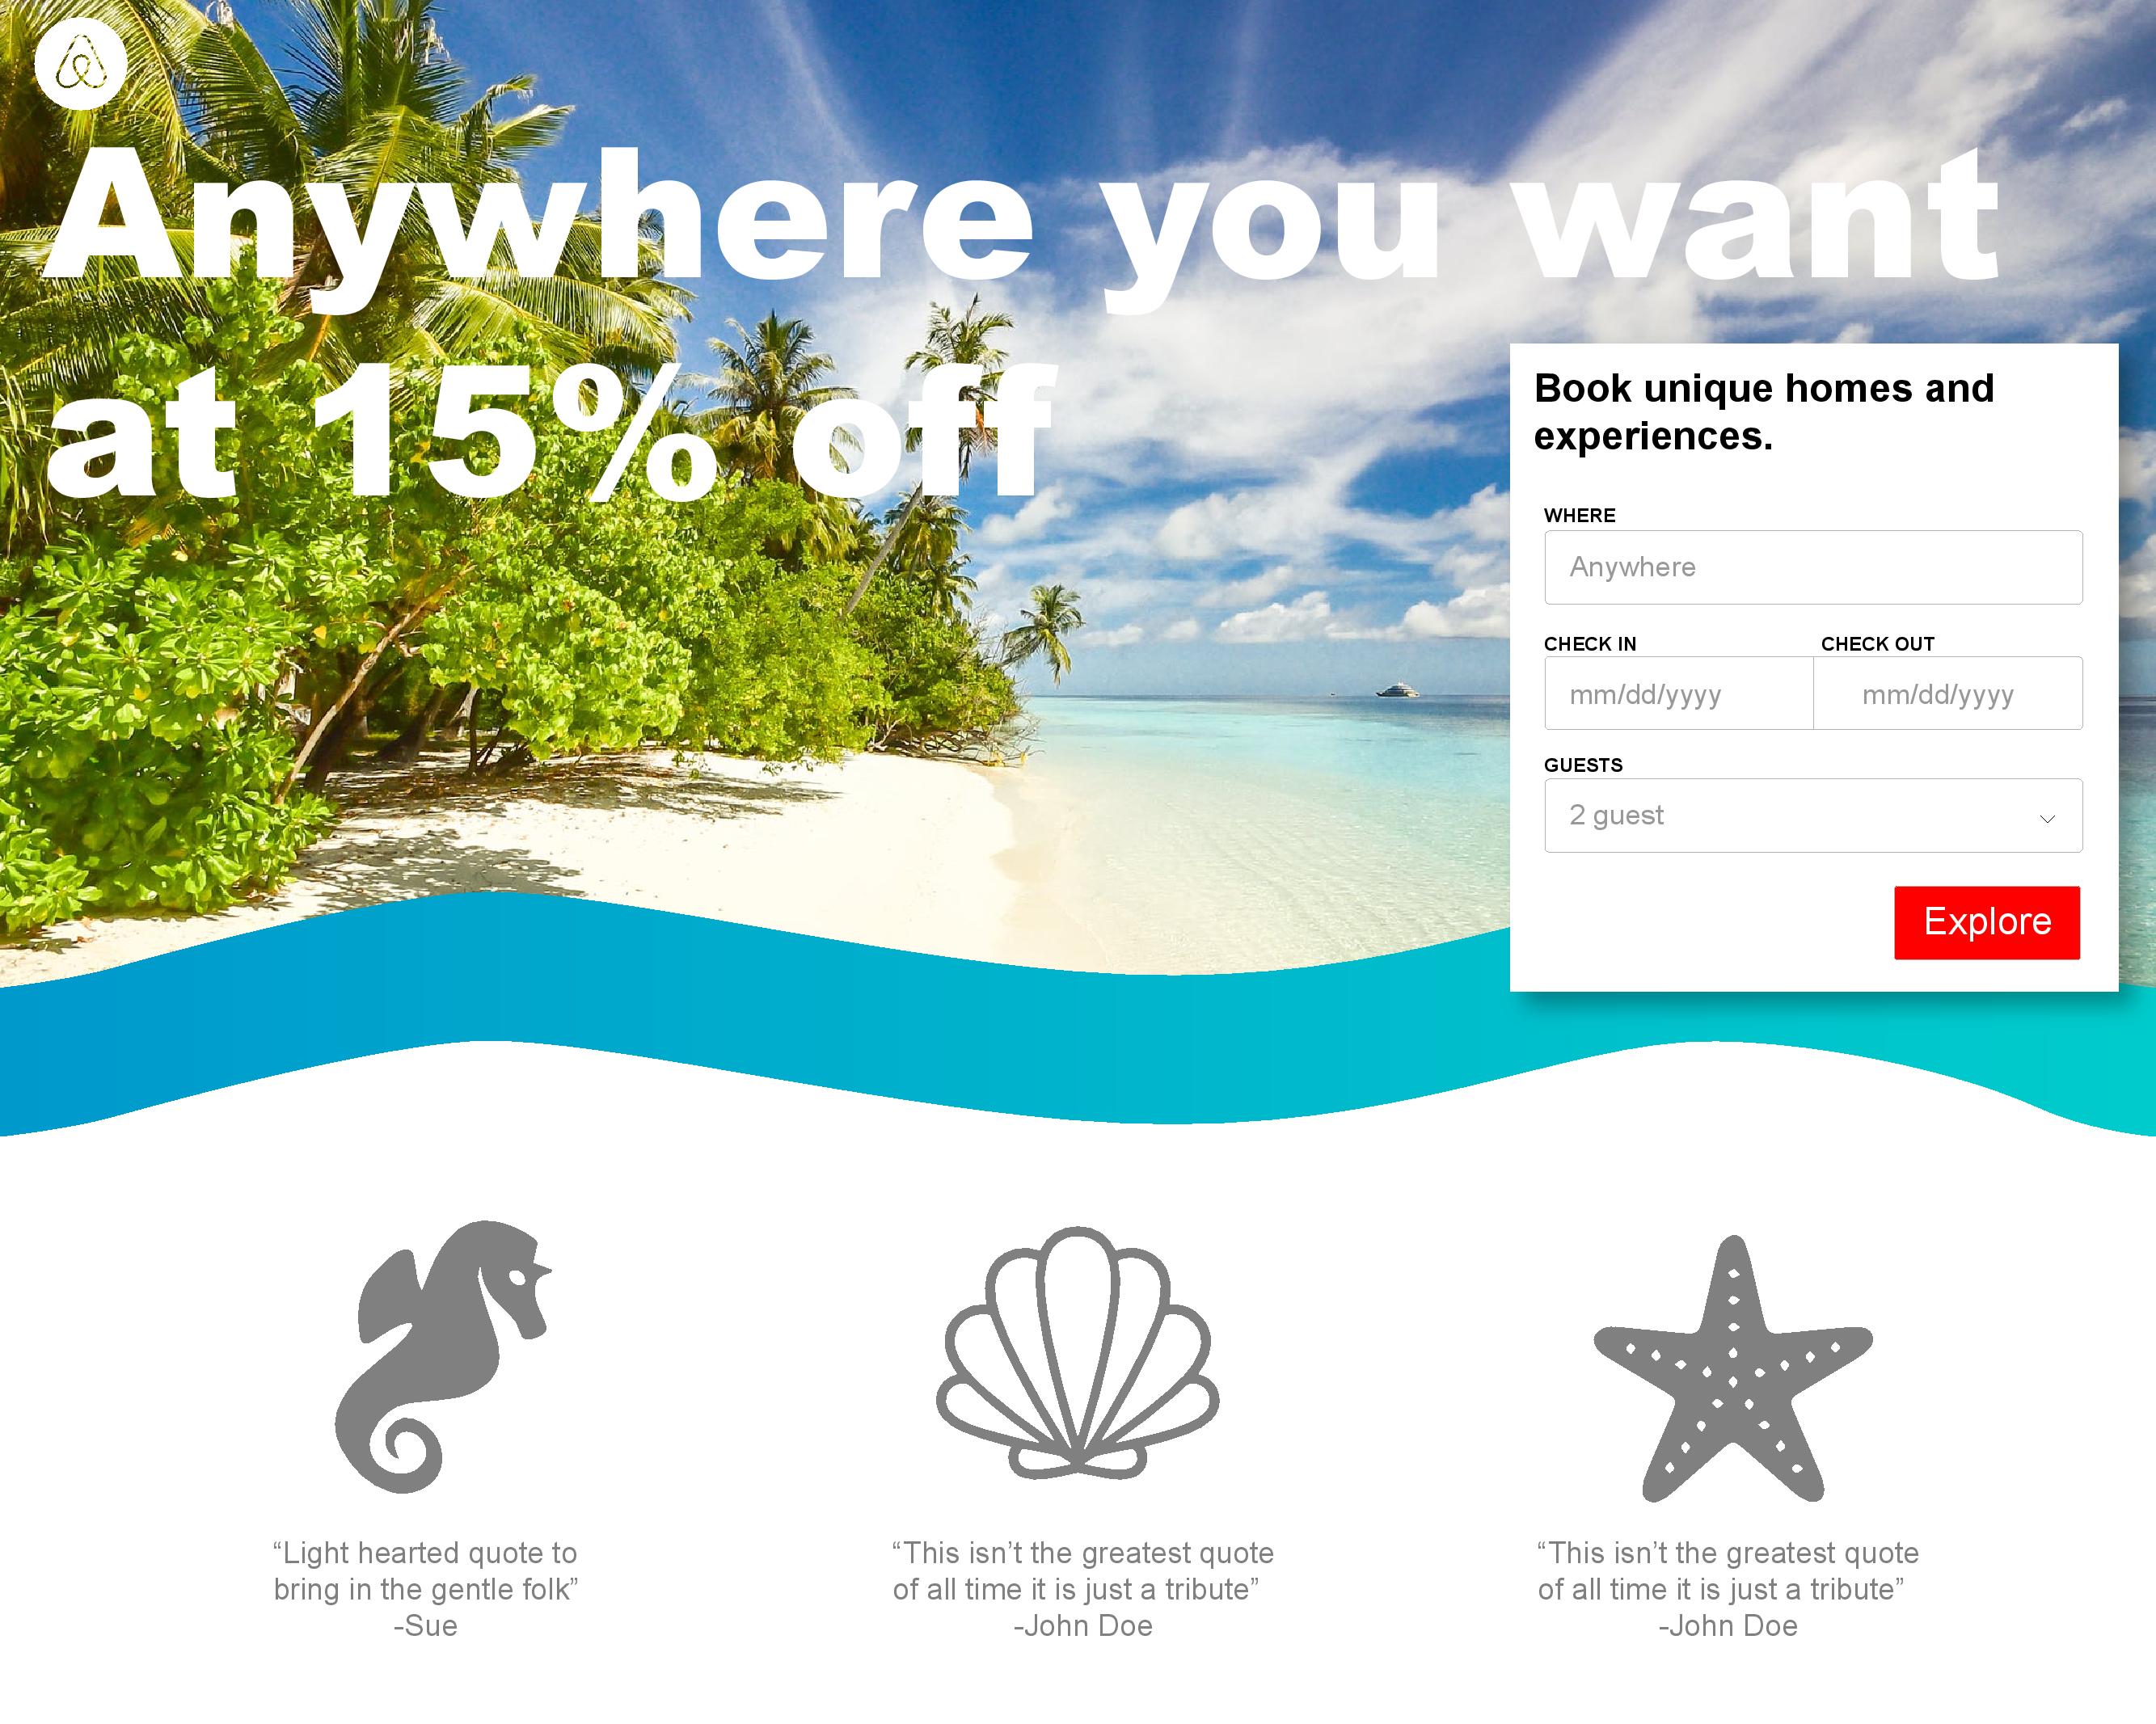 Anywhere you want
at 15% off
Book unique homes and
experiences.
WHERE
Anywhere
CHECK IN
CHECK OUT
mm/dd/yyyy
mm/dd/yyyy
GUESTS
2 guest
Explore
“Light hearted quote to
bring in the gentle folk”
-Sue
“This isn’t the greatest quote
of all time it is just a tribute”
-John Doe
“This isn’t the greatest quote
of all time it is just a tribute”
-John Doe